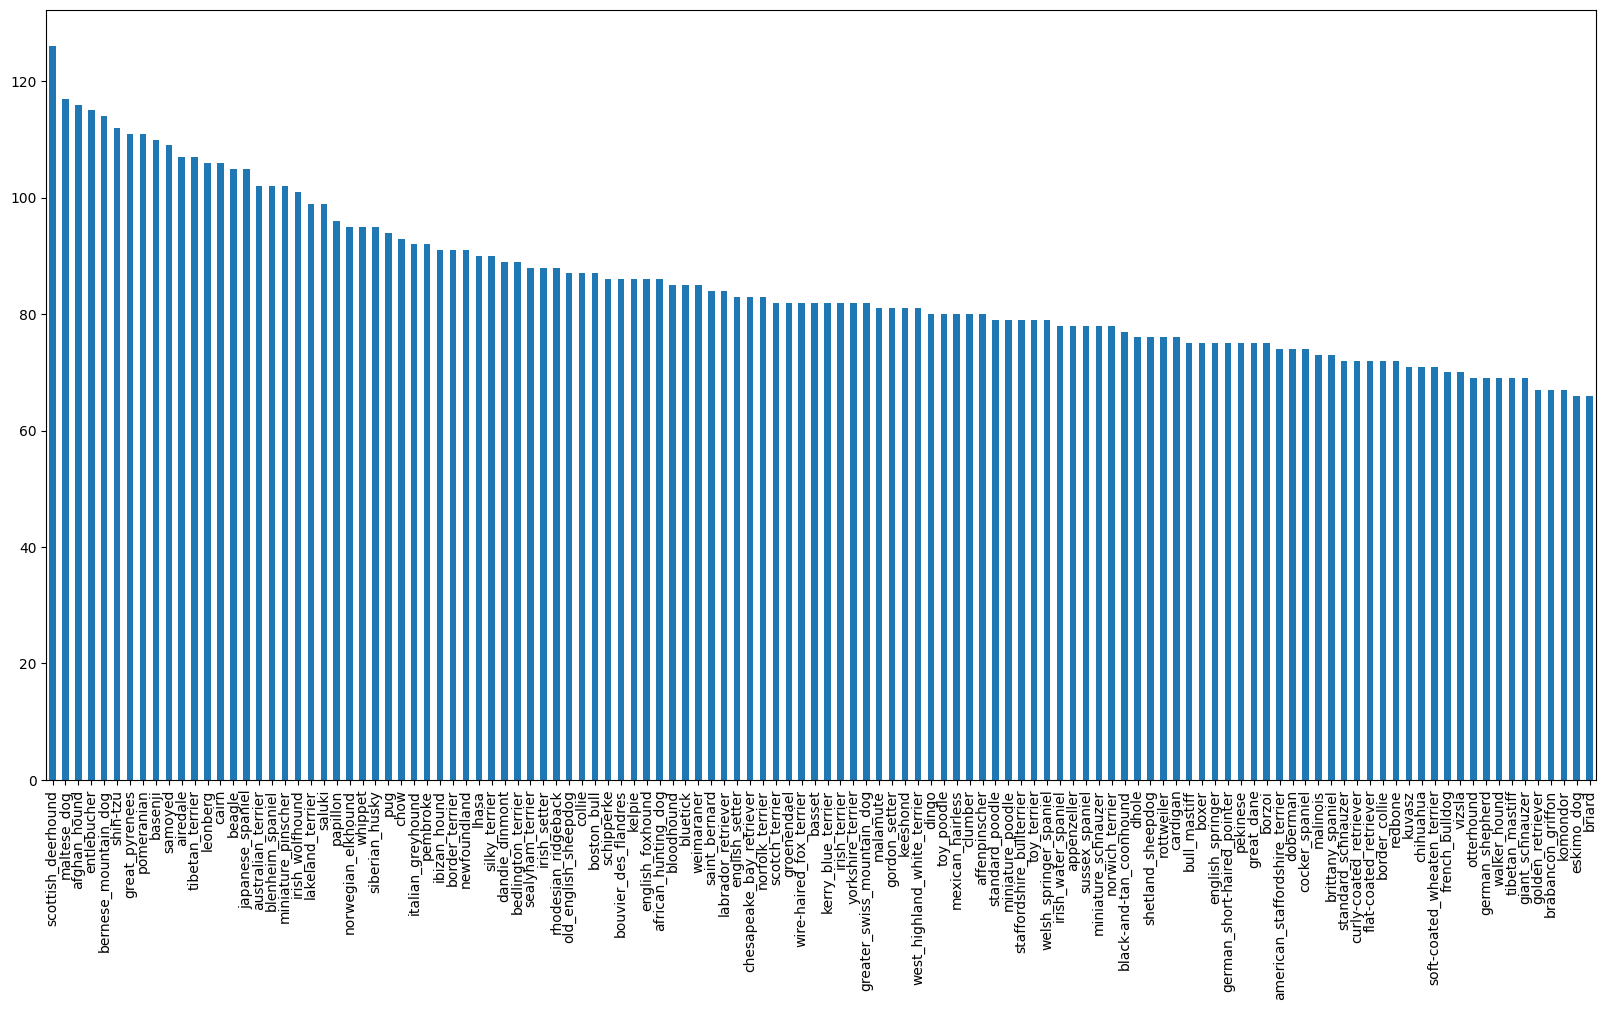 120
100
80
60
40
20
0
scottish_deerhound
maltese_dog
afghan_hound
entlebucher
bernese_mountain_dog
shih-tzu
great_pyrenees
pomeranian
basenji
samoyed
airedale
tibetan_terrier
leonberg
cairn
beagle
japanese_spaniel
australian_terrier
blenheim_spaniel
miniature_pinscher
irish_wolfhound
lakeland_terrier
saluki
papillon
norwegian_elkhound
whippet
siberian_husky
pug
chow
italian_greyhound
pembroke
ibizan_hound
border_terrier
newfoundland
lhasa
silky_terrier
dandie_dinmont
bedlington_terrier
sealyham_terrier
irish_setter
rhodesian_ridgeback
old_english_sheepdog
collie
boston_bull
schipperke
bouvier_des_flandres
kelpie
english_foxhound
african_hunting_dog
bloodhound
bluetick
weimaraner
saint_bernard
labrador_retriever
english_setter
chesapeake_bay_retriever
norfolk_terrier
scotch_terrier
groenendael
wire-haired_fox_terrier
basset
kerry_blue_terrier
irish_terrier
yorkshire_terrier
greater_swiss_mountain_dog
malamute
gordon_setter
keeshond
west_highland_white_terrier
dingo
toy_poodle
mexican_hairless
clumber
affenpinscher
standard_poodle
miniature_poodle
staffordshire_bullterrier
toy_terrier
welsh_springer_spaniel
irish_water_spaniel
appenzeller
sussex_spaniel
miniature_schnauzer
norwich_terrier
black-and-tan_coonhound
dhole
shetland_sheepdog
rottweiler
cardigan
bull_mastiff
boxer
english_springer
german_short-haired_pointer
pekinese
great_dane
borzoi
american_staffordshire_terrier
doberman
cocker_spaniel
malinois
brittany_spaniel
standard_schnauzer
curly-coated_retriever
flat-coated_retriever
border_collie
redbone
kuvasz
chihuahua
soft-coated_wheaten_terrier
french_bulldog
vizsla
otterhound
german_shepherd
walker_hound
tibetan_mastiff
giant_schnauzer
golden_retriever
brabancon_griffon
komondor
eskimo_dog
briard